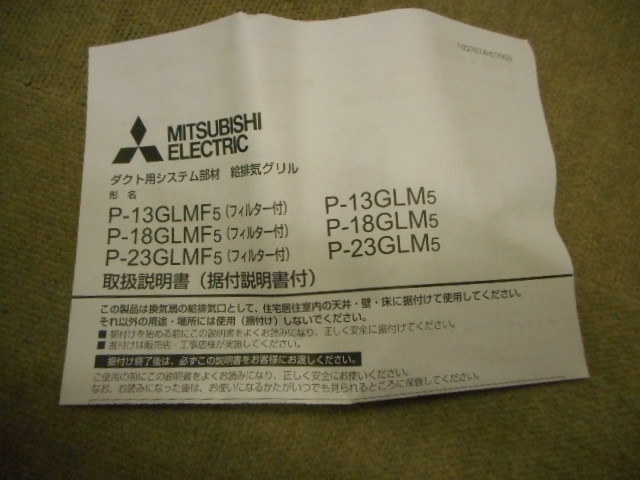 MITSUBISHI
ELECTRIC
ダクト用システム部材 給排気グリル
形 名
P-13GLMF5 (フィルター付) P-13GLM5
P-18GLMF5 (フィルター付) P-18GLM5
P-23GLMF5 (フィルター付) P-23GLM5
取扱説明書(据付説明書付)
この製品は換気扇の給排気口として、住宅居住室内の天井・壁・床に据付けて使用してください。
それ以外の用途・場所には使用(据付け)しないでください。
■据付けを始める前にこの説明書をよくお読みになり、正しく安全に据付けてください。
■据付けは販売店・工事店様が実施してください。
据付け終了後は、必ずこの説明書をお客様にお渡しください。
ご使用の前にこの説明書をよくお読みになり、正しく安全にお使いください。
なお、お読みになった後は、お使いになるかたがいつでも見られるところに保管してください。